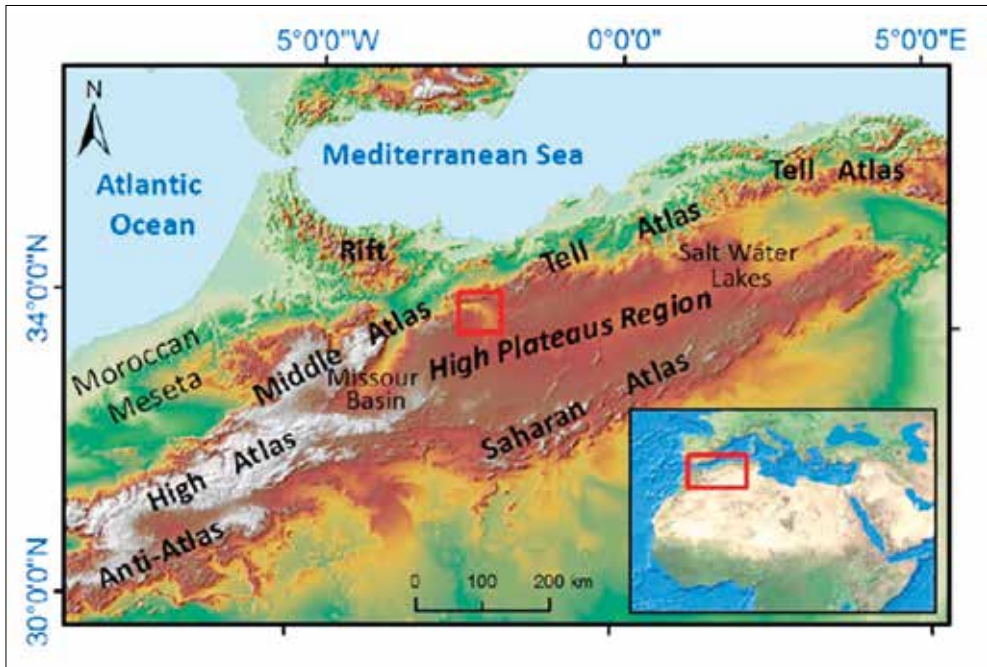 5°0'0"W 0°0'0" 5°0'0"E
N
Mediterranean Sea
Atlantic
Ocean
Tell Atlas
Rift
Tell Atlas
Salt Water
Lakes
34°0'0"N
Moroccan
Meseta
Middle Atlas
High Plateaus Region
Missour
Basin
Saharan Atlas
High Atlas
Anti-Atlas
0 100 200 km
30°0'0"N